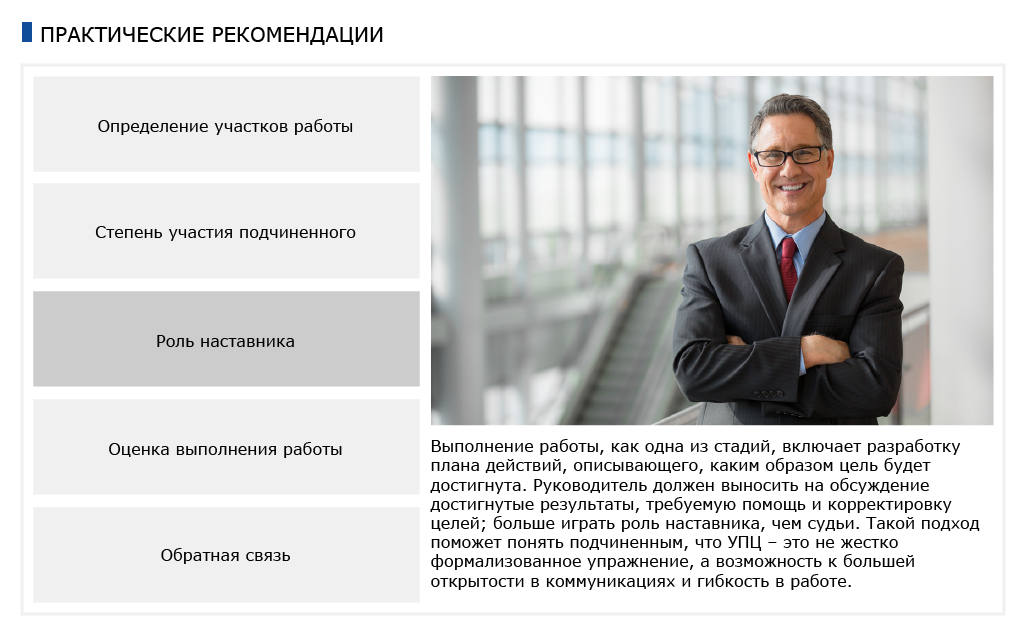 ПРАКТИЧЕСКИЕ РЕКОМЕНДАЦИИ
Определение участков работы
Степень участия подчиненного
Роль наставника
Оценка выполнения работы
Обратная связь
Выполнение работы, как одна из стадий, включает разработку
плана действий, описывающего, каким образом цель будет
достигнута. Руководитель должен выносить на обсуждение
достигнутые результаты, требуемую помощь и корректировку
целей; больше играть роль наставника, чем судьи. Такой подход
поможет понять подчиненным, что УПЦ – это не жестко
формализованное упражнение, а возможность к большей
открытости в коммуникациях и гибкость в работе.